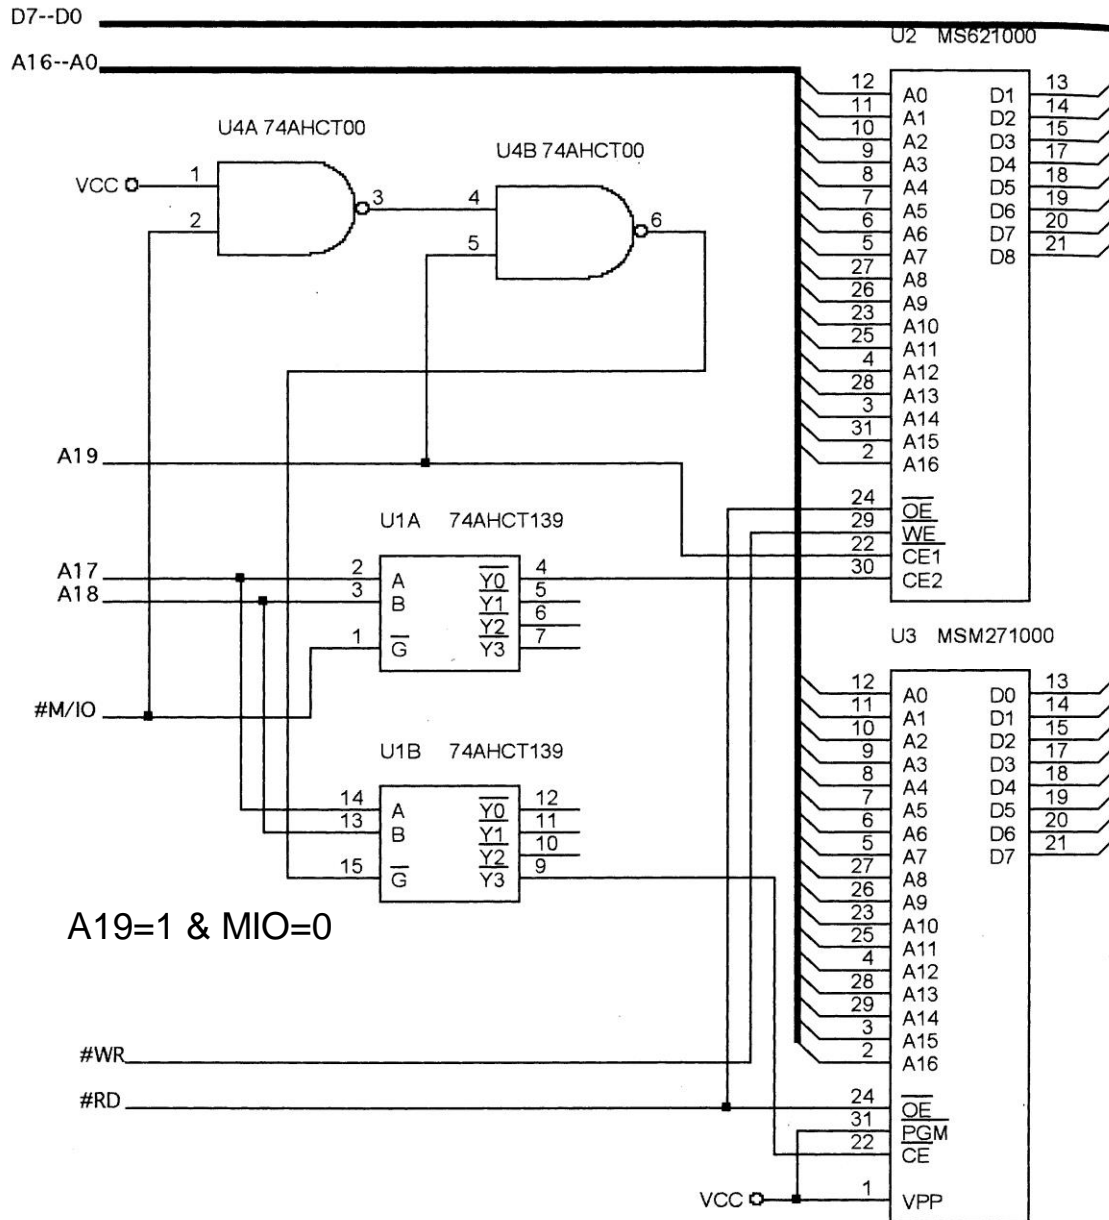 D7--D0
A16--A0
U2 MS621000
12 A0 D1 13
11 A1 D2 14
10 A2 D3 15
9 A3 D4 17
8 A4 D5 18
7 A5 D6 19
6 A6 D7 20
5 A7 D8 21
27 A8
26 A9
23 A10
25 A11
4 A12
28 A13
3 A14
31 A15
2 A16
24 OE
29 WE
22 CE1
30 CE2
U4A 74AHCT00
VCC 1
2
3
U4B 74AHCT00
4
5
6
A19
U1A 74AHCT139
A17 2 A Y0 4
A18 3 B Y1 5
Y2 6
1 G Y3 7
#M/IO
U1B 74AHCT139
14 A Y0 12
13 B Y1 11
Y2 10
15 G Y3 9
A19=1 & MIO=0
#WR
#RD
U3 MSM271000
12 A0 D0 13
11 A1 D1 14
10 A2 D2 15
9 A3 D3 17
8 A4 D4 18
7 A5 D5 19
6 A6 D6 20
5 A7 D7 21
27 A8
26 A9
23 A10
25 A11
4 A12
28 A13
29 A14
3 A15
2 A16
24 OE
31 PGM
22 CE
VCC 1 VPP